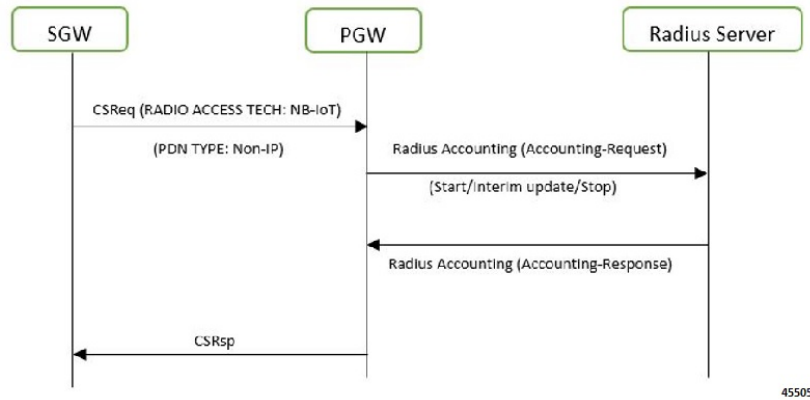 SGW
PGW
Radius Server
CSReq (RADIO ACCESS TECH: NB-IoT)
(PDN TYPE: Non-IP)
Radius Accounting (Accounting-Request)
(Start/Interim update/Stop)
Radius Accounting (Accounting-Response)
CSRsp
45505